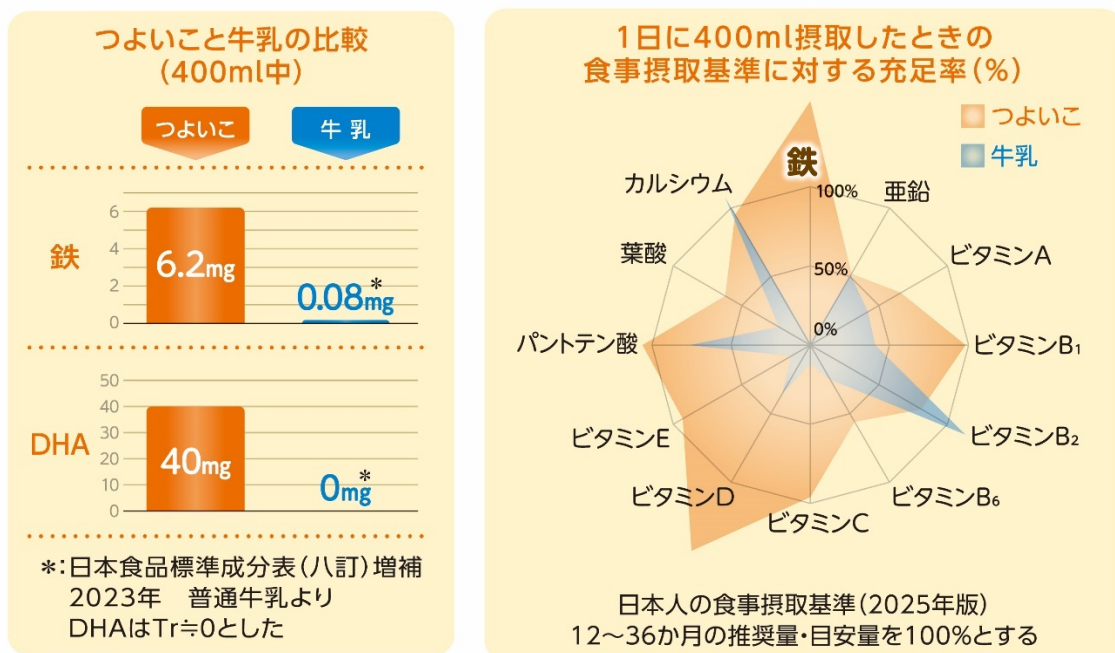 つよいこと牛乳の比較
(400ml中)
つよいこ
牛乳
鉄
6
4
2
0
6.2mg
0.08mg*
DHA
50
40
30
20
10
0
40mg
0mg*
*:日本食品標準成分表(八訂)増補
2023年 普通牛乳より
DHAはTr≒0とした
1日に400ml摂取したときの
食事摂取基準に対する充足率(%)
つよいこ
牛乳
鉄
100%
50%
0%
亜鉛
ビタミンA
ビタミンB₁
ビタミンB₂
ビタミンB₆
ビタミンC
ビタミンD
ビタミンE
パントテン酸
葉酸
カルシウム
日本人の食事摂取基準(2025年版)
12〜36か月の推奨量・目安量を100%とする